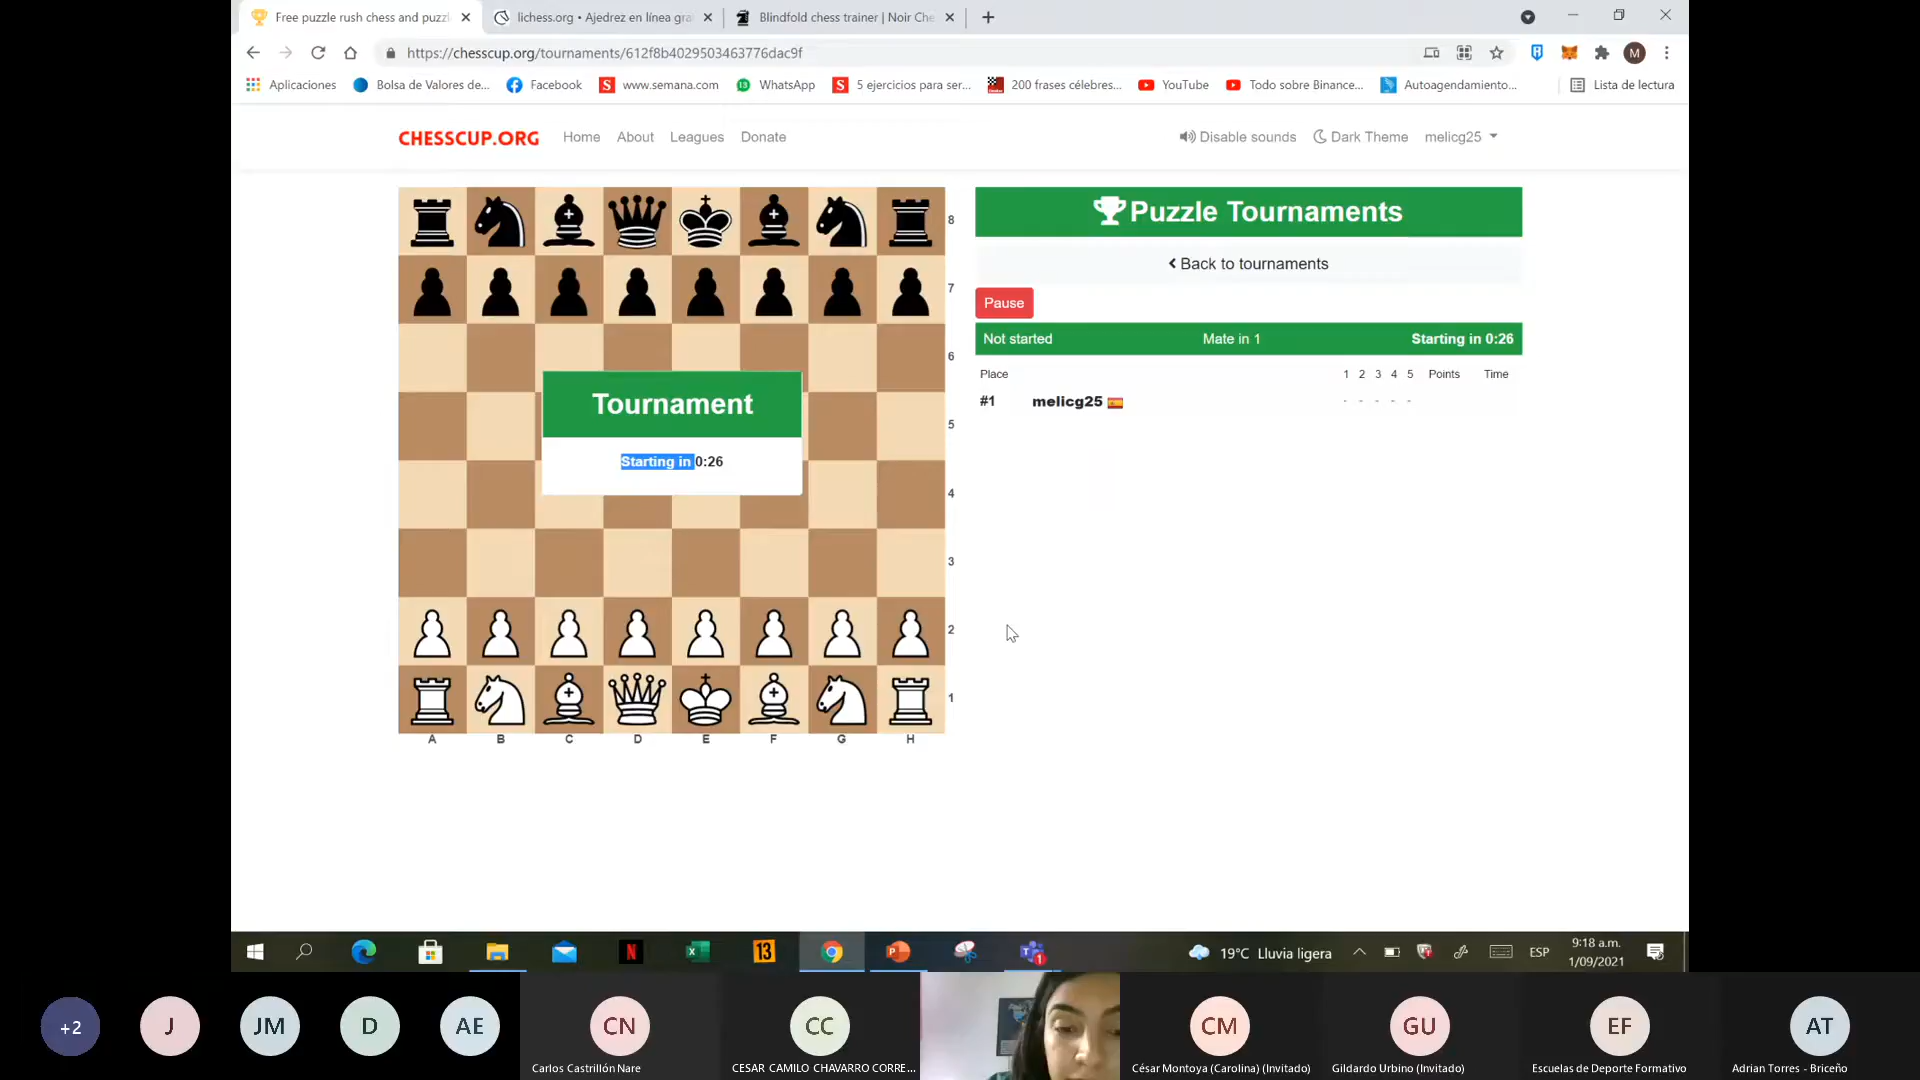 Free puzzle rush chess and puzzl
lichess.org • Ajedrez en línea gra
Blindfold chess trainer | Noir Che
https://chesscup.org/tournaments/612f8b4029503463776dac9f
M
Aplicaciones
Bolsa de Valores de...
Facebook
www.semana.com
WhatsApp
5 ejercicios para ser...
200 frases célebres...
YouTube
Todo sobre Binance...
Autoagendamiento...
Lista de lectura
CHESSCUP.ORG
Home
About
Leagues
Donate
Disable sounds
Dark Theme
melicg25
Puzzle Tournaments
Back to tournaments
Pause
Not started
Mate in 1
Starting in 0:26
Place
1 2 3 4 5 Points Time
#1 melicg25 - - - - -
Tournament
Starting in 0:26
8
7
6
5
4
3
2
1
A B C D E F G H
13
19°C Lluvia ligera
ESP
9:18 a.m.
1/09/2021
+2
J
JM
D
AE
CN
CC
CM
GU
EF
AT
Carlos Castrillón Nare
CESAR CAMILO CHAVARRO CORRE...
César Montoya (Carolina) (Invitado)
Gildardo Urbino (Invitado)
Escuelas de Deporte Formativo
Adrian Torres - Briceño